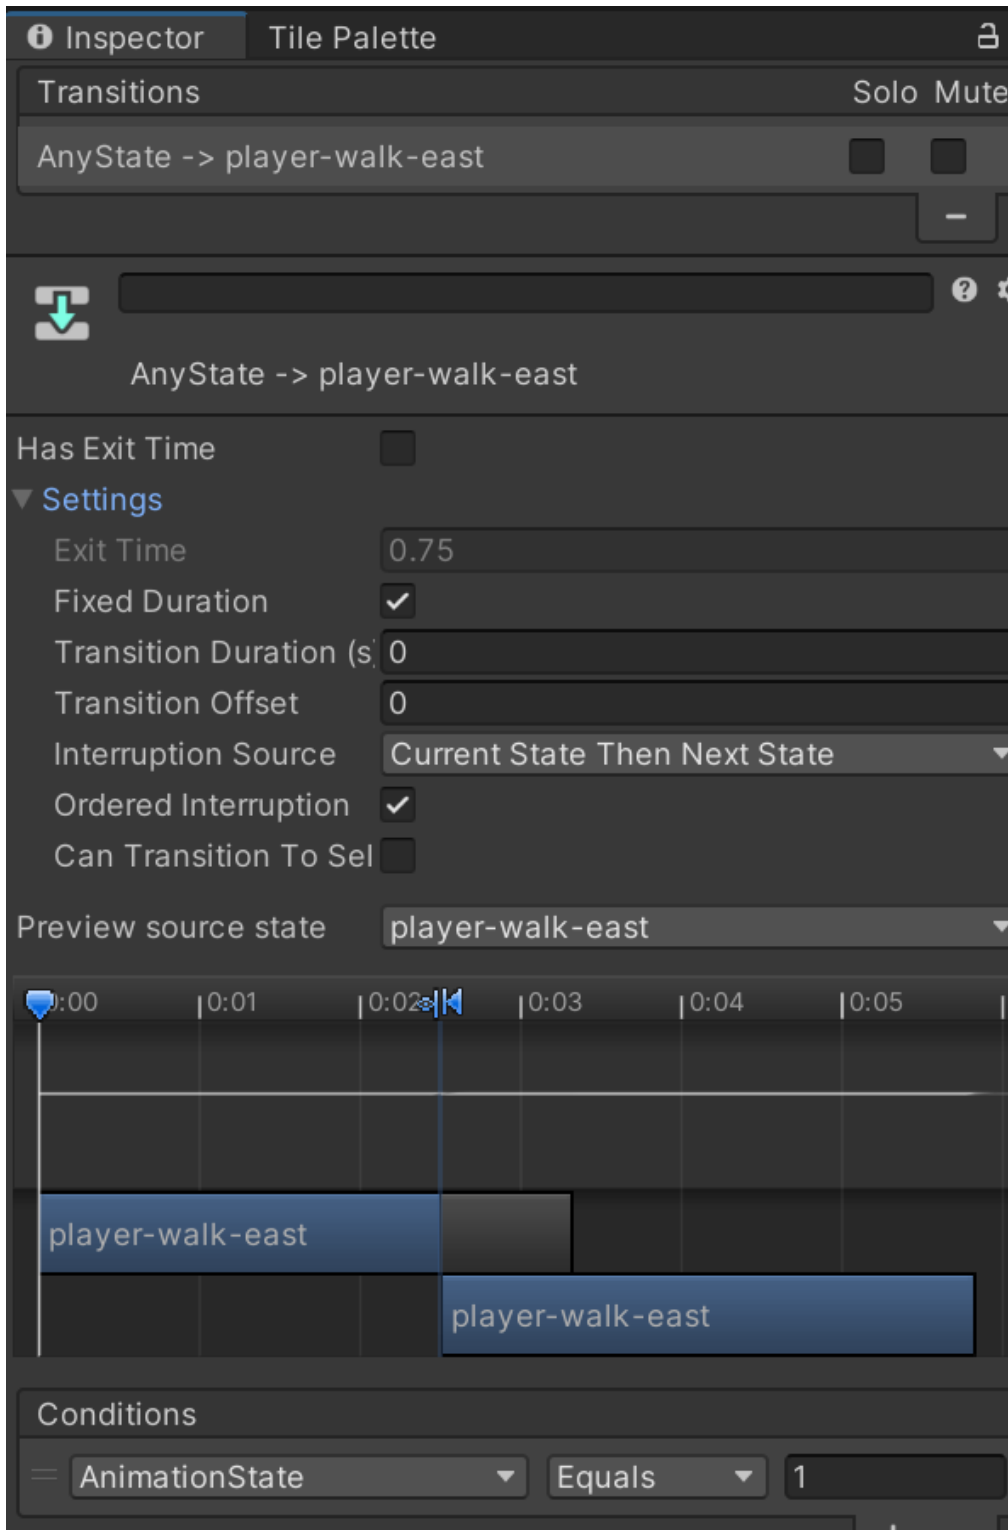 Inspector Tile Palette
Transitions Solo Mute
AnyState -> player-walk-east
AnyState -> player-walk-east
Has Exit Time
Settings
Exit Time 0.75
Fixed Duration
Transition Duration (s) 0
Transition Offset 0
Interruption Source Current State Then Next State
Ordered Interruption
Can Transition To Sel
Preview source state player-walk-east
0:00 0:01 0:02 0:03 0:04 0:05
player-walk-east
player-walk-east
Conditions
AnimationState Equals 1